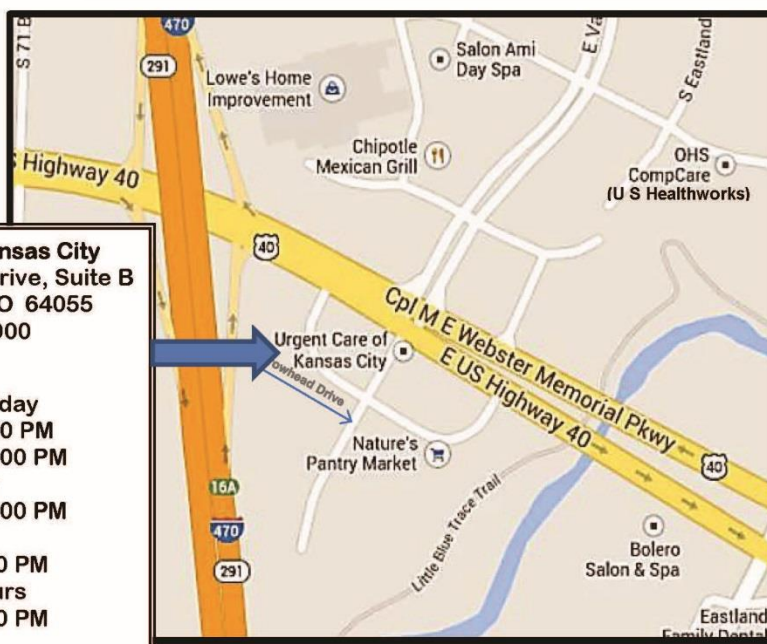 470
S 71 B
291
Lowe's Home
Improvement
Salon Ami
Day Spa
E Va
S Eastland
Chipotle
Mexican Grill
OHS
CompCare
(U S Healthworks)
S Highway 40
40
nsas City
rive, Suite B
O 64055
000
day
0 PM
00 PM
00 PM
0 PM
urs
0 PM
Cpl M E Webster Memorial Pkwy
E US Highway 40
Urgent Care of
Kansas City
owhead Drive
Nature's
Pantry Market
40
16A
470
291
Little Blue Trace Trail
Bolero
Salon & Spa
Eastland
Family Dental